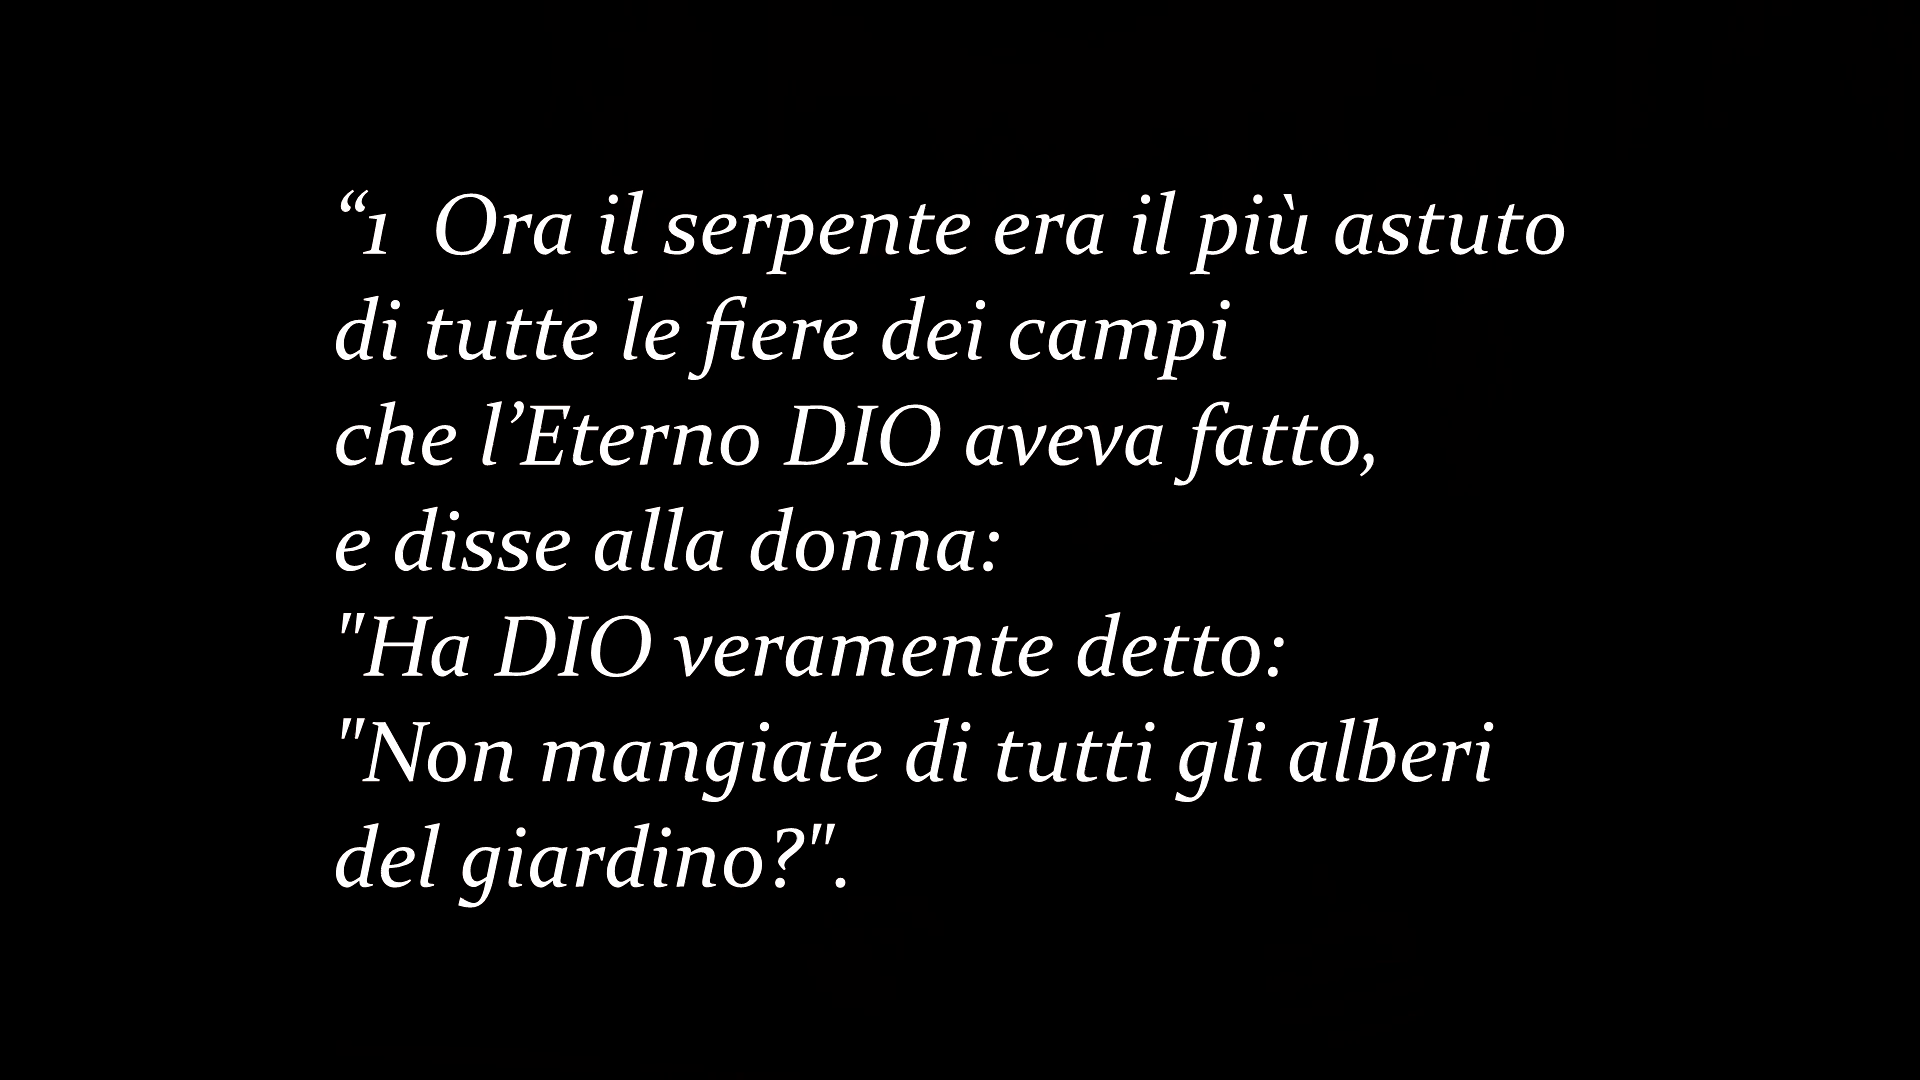 “1  Ora il serpente era il più astuto
di tutte le fiere dei campi
che l’Eterno DIO aveva fatto,
e disse alla donna:
"Ha DIO veramente detto:
"Non mangiate di tutti gli alberi
del giardino?".